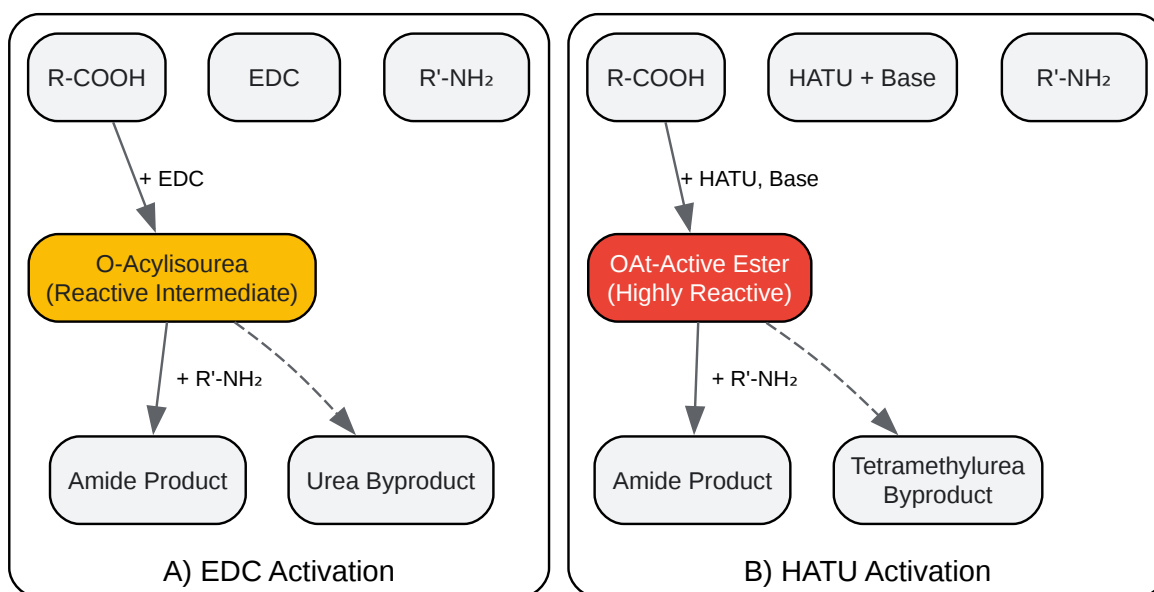 R-COOH
EDC
R'-NH₂
+ EDC
O-Acylisourea
(Reactive Intermediate)
+ R'-NH₂
Amide Product
Urea Byproduct
A) EDC Activation
R-COOH
HATU + Base
R'-NH₂
+ HATU, Base
OAt-Active Ester
(Highly Reactive)
+ R'-NH₂
Amide Product
Tetramethylurea
Byproduct
B) HATU Activation